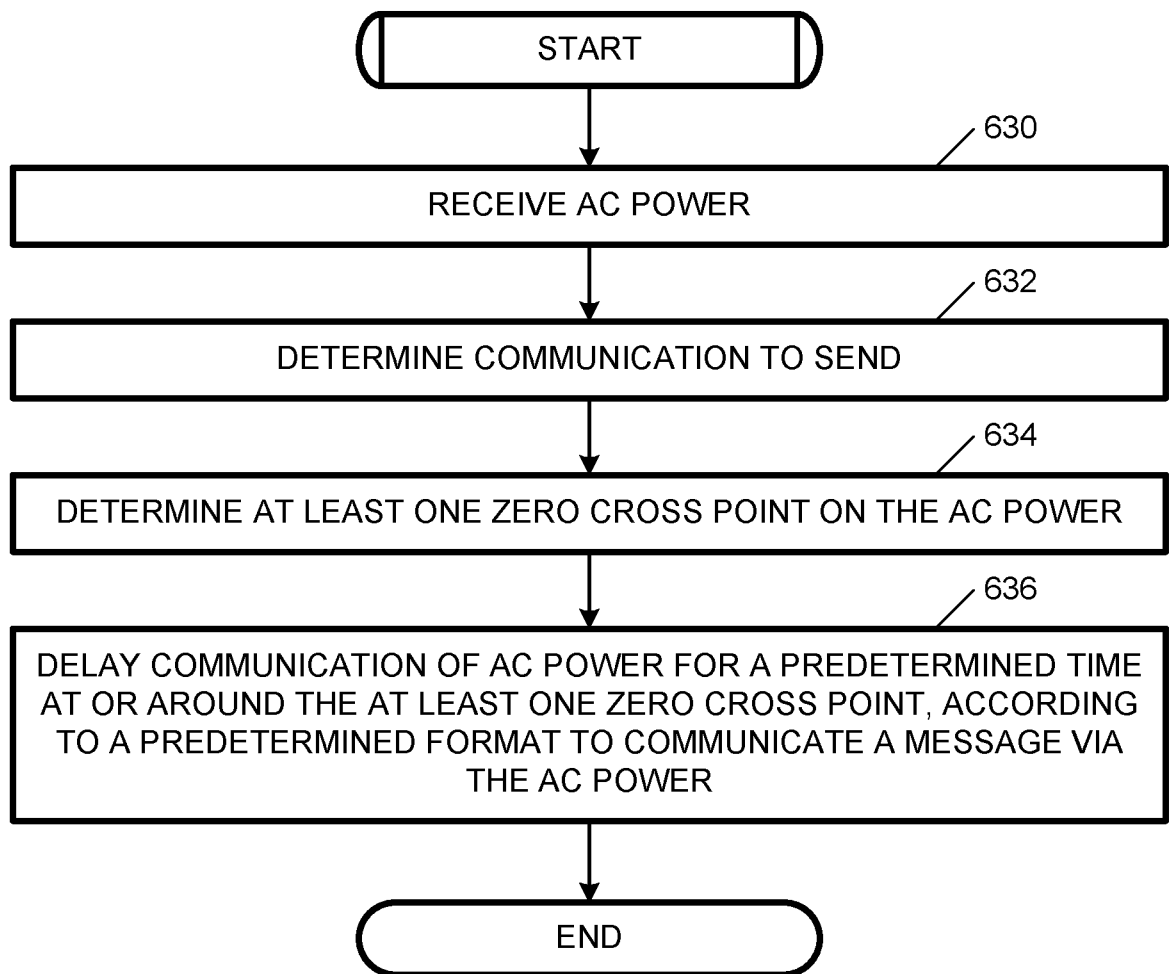 START
630
RECEIVE AC POWER
632
DETERMINE COMMUNICATION TO SEND
634
DETERMINE AT LEAST ONE ZERO CROSS POINT ON THE AC POWER
636
DELAY COMMUNICATION OF AC POWER FOR A PREDETERMINED TIME
AT OR AROUND THE AT LEAST ONE ZERO CROSS POINT, ACCORDING
TO A PREDETERMINED FORMAT TO COMMUNICATE A MESSAGE VIA
THE AC POWER
END